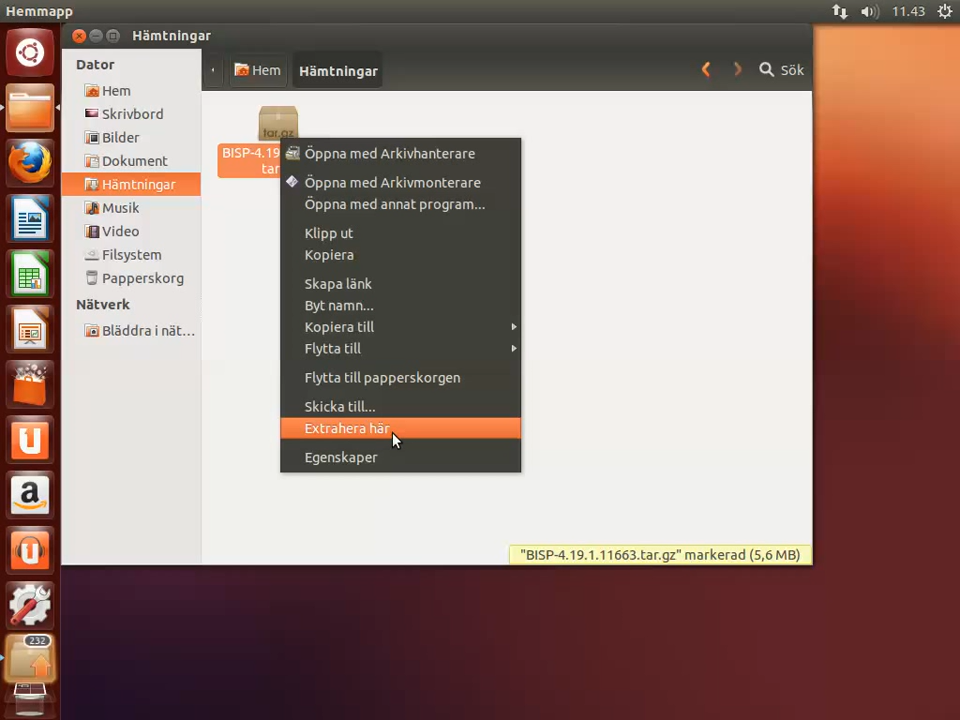 Hemmapp
11.43
Hämtningar
Dator
Hem
Skrivbord
Bilder
Dokument
Hämtningar
Musik
Video
Filsystem
Papperskorg
Nätverk
Bläddra i nät...
Hem
Hämtningar
Sök
tar.gz
BISP-4.19
tar
Öppna med Arkivhanterare
Öppna med Arkivmonterare
Öppna med annat program...
Klipp ut
Kopiera
Skapa länk
Byt namn...
Kopiera till
Flytta till
Flytta till papperskorgen
Skicka till...
Extrahera här
Egenskaper
"BISP-4.19.1.11663.tar.gz" markerad (5,6 MB)
232